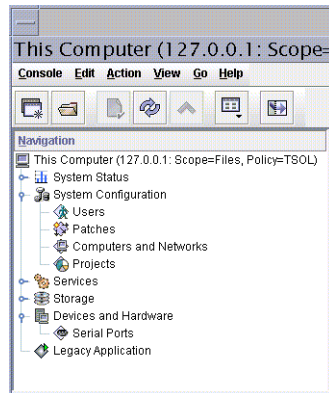 This Computer (127.0.0.1: Scope=
Console Edit Action View Go Help
Navigation
This Computer (127.0.0.1: Scope=Files, Policy=TSOL)
System Status
System Configuration
Users
Patches
Computers and Networks
Projects
Services
Storage
Devices and Hardware
Serial Ports
Legacy Application